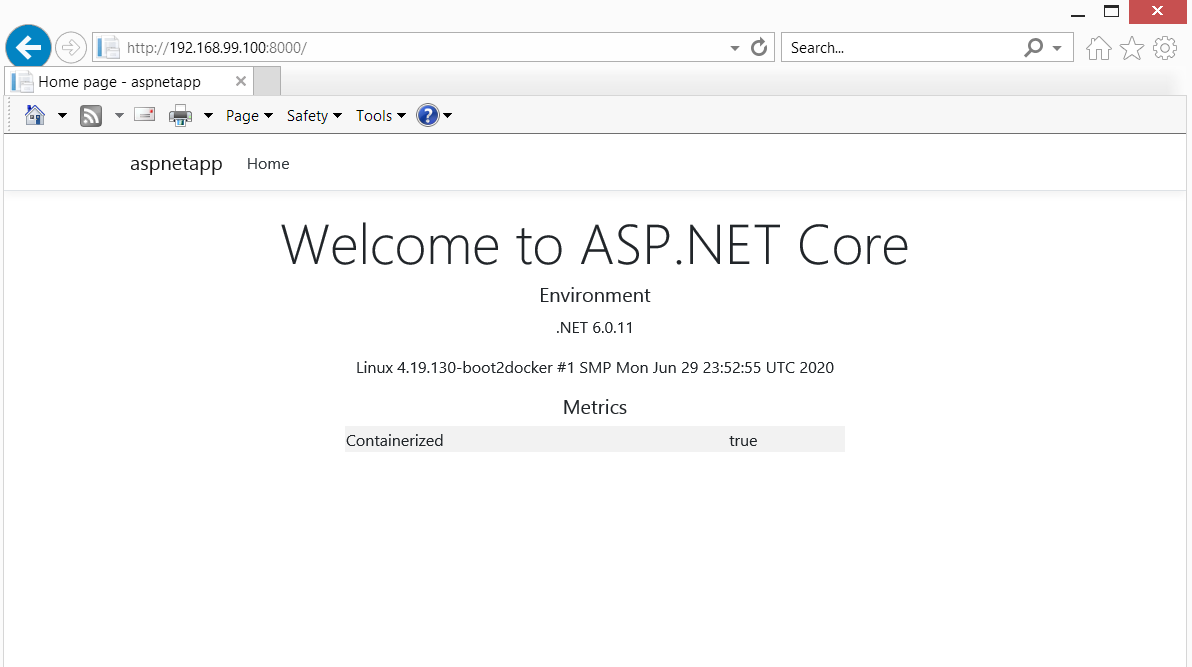 http://192.168.99.100:8000/
Search...
Home page - aspnetapp
Page
Safety
Tools
aspnetapp
Home
Welcome to ASP.NET Core
Environment
.NET 6.0.11
Linux 4.19.130-boot2docker #1 SMP Mon Jun 29 23:52:55 UTC 2020
Metrics
Containerized true